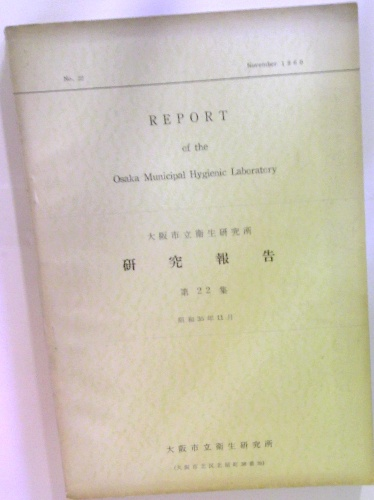 No. 22
November 1960
REPORT
of the
Osaka Municipal Hygienic Laboratory
大阪市立衛生研究所
研究報告
第22集
昭和35年11月
大阪市立衛生研究所